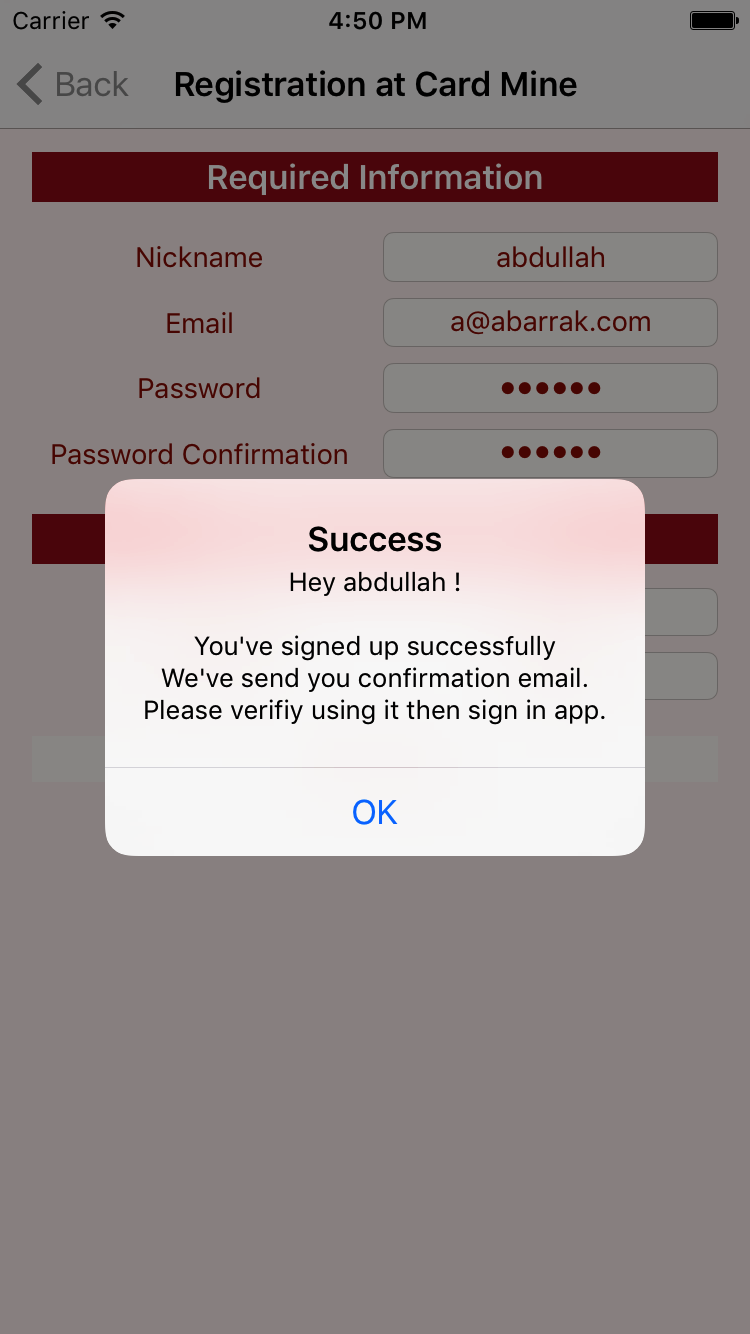 Carrier 4:50 PM
Back Registration at Card Mine
Required Information
Nickname abdullah
Email a@abarrak.com
Password ••••••
Password Confirmation ••••••
Success
Hey abdullah !
You've signed up successfully
We've send you confirmation email.
Please verifiy using it then sign in app.
OK